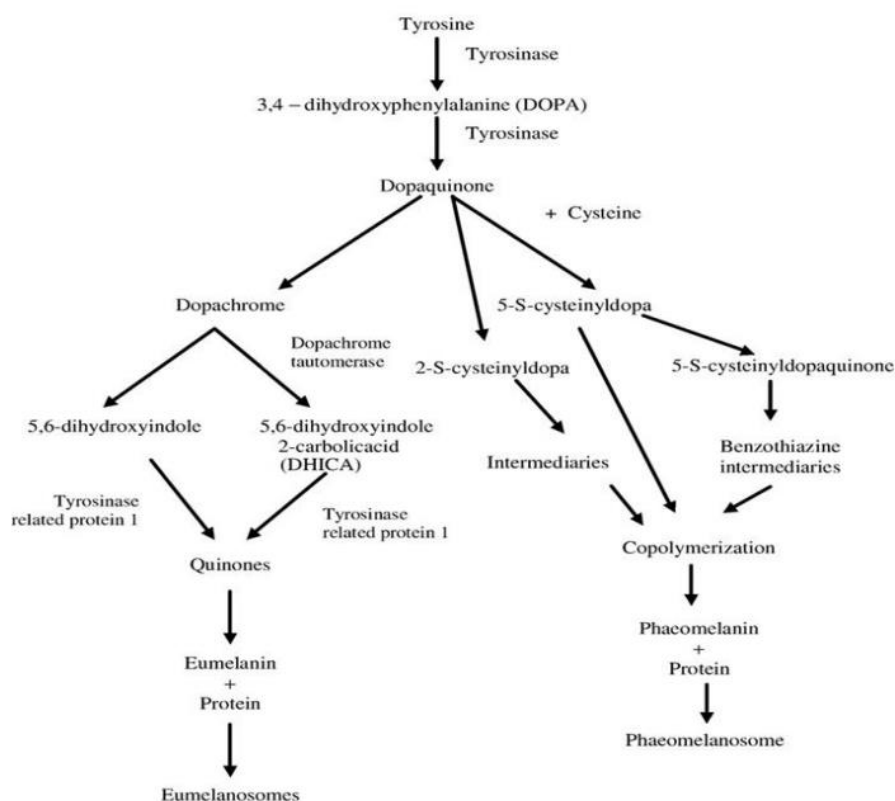 Tyrosine
Tyrosinase
3,4 – dihydroxyphenylalanine (DOPA)
Tyrosinase
Dopaquinone
+ Cysteine
Dopachrome
5-S-cysteinyldopa
Dopachrome
tautomerase
2-S-cysteinyldopa
5-S-cysteinyldopaquinone
5,6-dihydroxyindole
5,6-dihydroxyindole
2-carbolicacid
(DHICA)
Intermediaries
Benzothiazine
intermediaries
Tyrosinase
related protein 1
Tyrosinase
related protein 1
Quinones
Copolymerization
Eumelanin
+
Protein
Phaeomelanin
+
Protein
Eumelanosomes
Phaeomelanosome